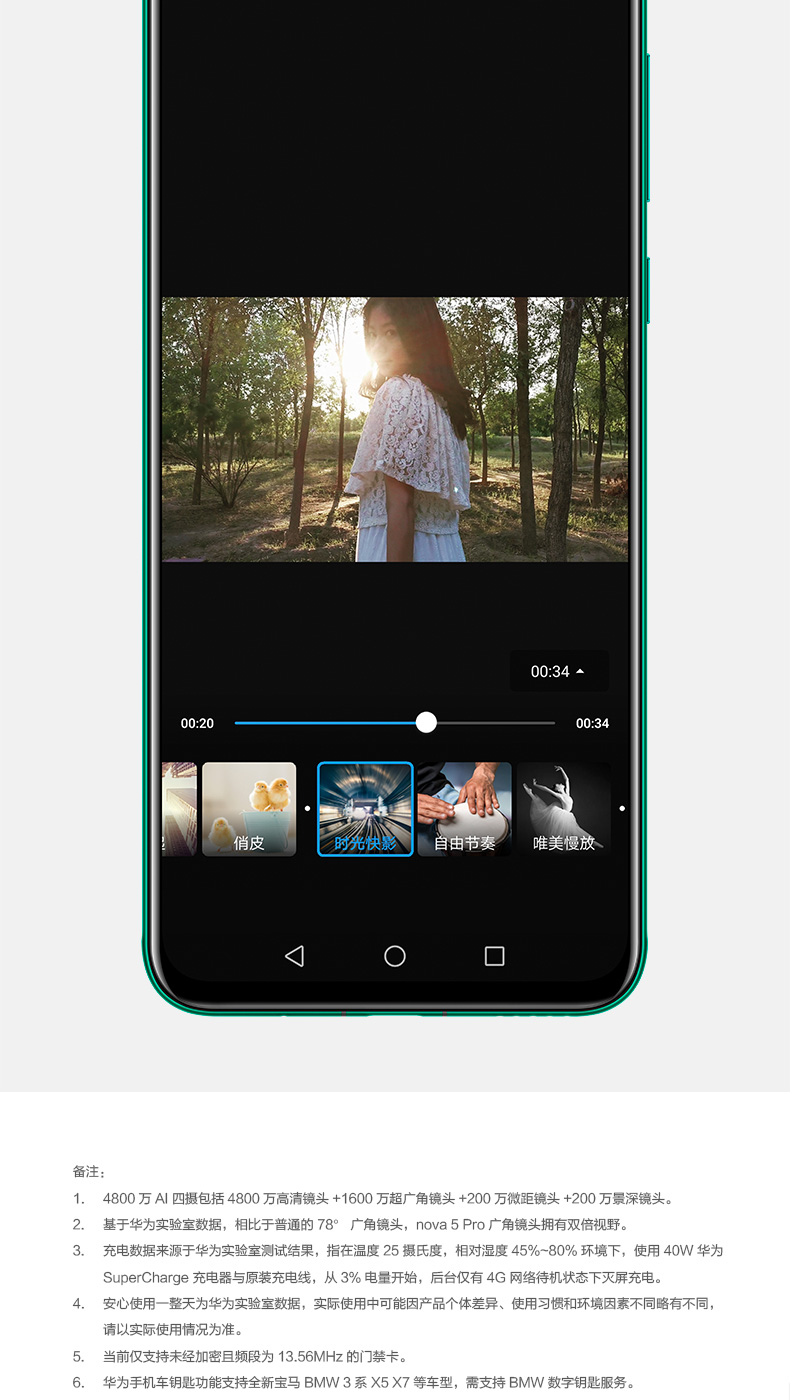 00:34
00:20
00:34
俏皮
时光快影
自由节奏
唯美慢放
备注：
1. 4800 万 AI 四摄包括 4800 万高清镜头 +1600 万超广角镜头 +200 万微距镜头 +200 万景深镜头。
2. 基于华为实验室数据，相比于普通的 78° 广角镜头，nova 5 Pro 广角镜头拥有双倍视野。
3. 充电数据来源于华为实验室测试结果，指在温度 25 摄氏度，相对湿度 45%~80% 环境下，使用 40W 华为
SuperCharge 充电器与原装充电线，从 3% 电量开始，后台仅有 4G 网络待机状态下灭屏充电。
4. 安心使用一整天为华为实验室数据，实际使用中可能因产品个体差异、使用习惯和环境因素不同略有不同，
请以实际使用情况为准。
5. 当前仅支持未经加密且频段为 13.56MHz 的门禁卡。
6. 华为手机车钥匙功能支持全新宝马 BMW 3 系 X5 X7 等车型，需支持 BMW 数字钥匙服务。